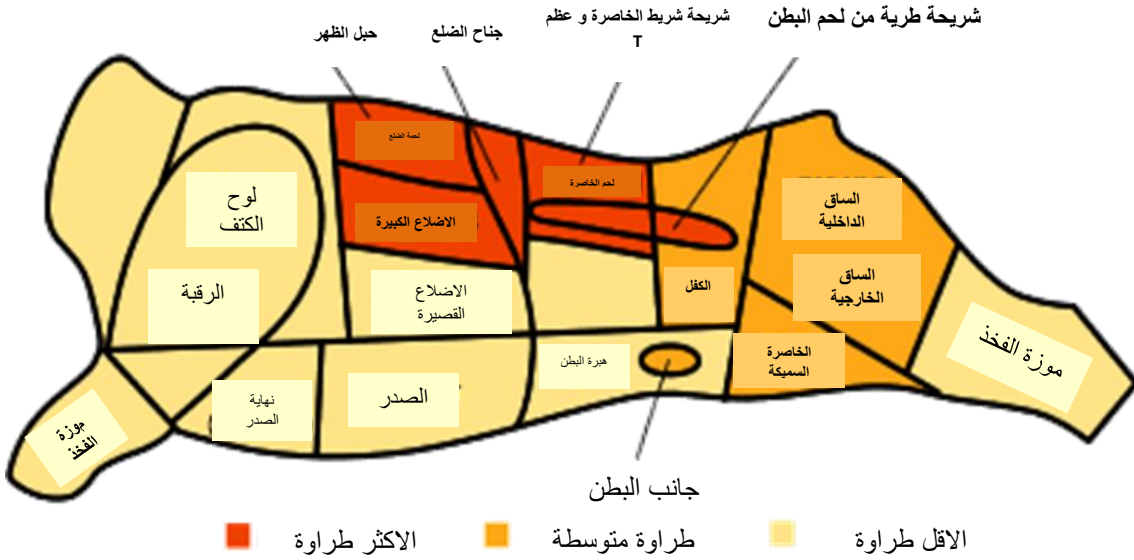 شريحة طرية من لحم البطن
شريحة شريط الخاصرة و عظم
T
جناح الضلع
حبل الظهر
لحمة الضلع
لحم الخاصرة
الاضلاع الكبيرة
لوح
الكتف
الساق
الداخلية
الساق
الخارجية
الرقبة
الاضلاع
القصيرة
الكفل
موزة الفخذ
الخاصرة
السميكة
هبرة البطن
الصدر
نهاية
الصدر
موزة
الفخذ
جانب البطن
الاكثر طراوة
طراوة متوسطة
الاقل طراوة